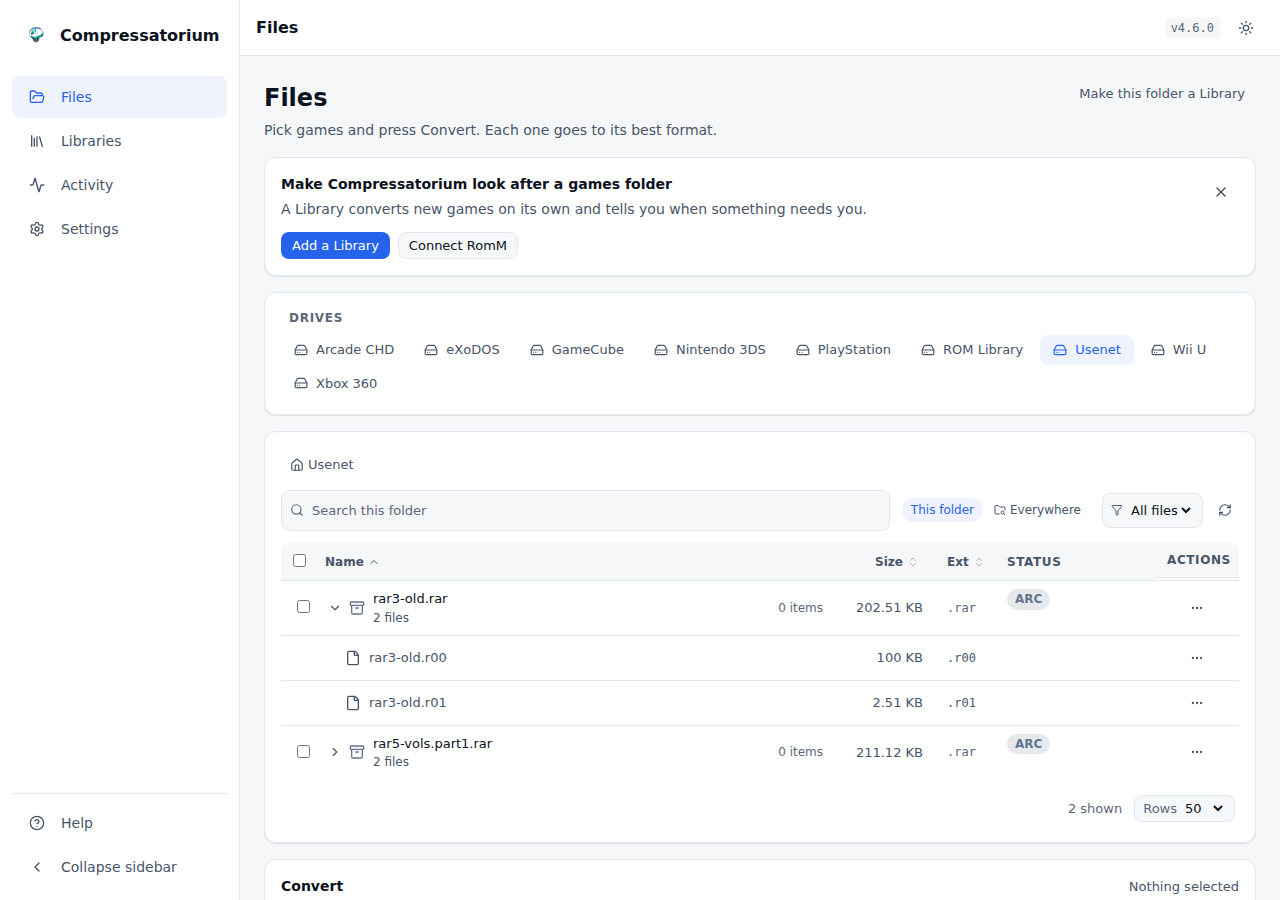 Compressatorium
Files
Libraries
Activity
Settings
Help
Collapse sidebar
Files
v4.6.0
Files
Make this folder a Library
Pick games and press Convert. Each one goes to its best format.
Make Compressatorium look after a games folder
A Library converts new games on its own and tells you when something needs you.
Add a Library
Connect RomM
DRIVES
Arcade CHD
eXoDOS
GameCube
Nintendo 3DS
PlayStation
ROM Library
Usenet
Wii U
Xbox 360
Usenet
Search this folder
This folder
Everywhere
All files
Name
Size
Ext
STATUS
ACTIONS
rar3-old.rar
2 files
0 items
202.51 KB
.rar
ARC
rar3-old.r00
100 KB
.r00
rar3-old.r01
2.51 KB
.r01
rar5-vols.part1.rar
2 files
0 items
211.12 KB
.rar
ARC
2 shown
Rows 50
Convert
Nothing selected